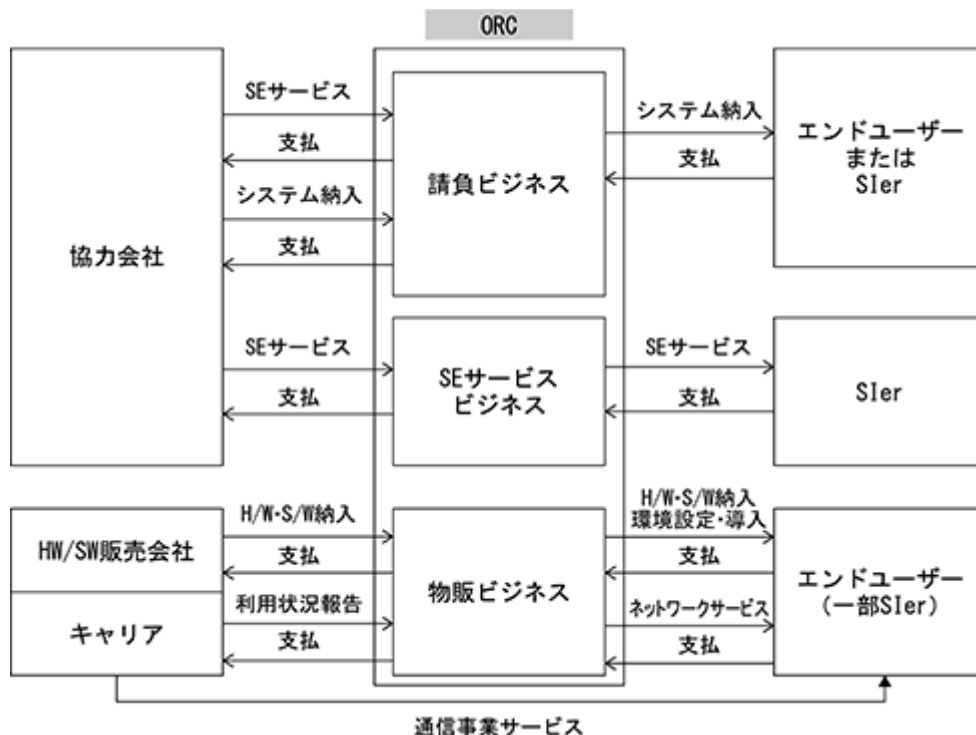 ORC
協力会社
SEサービス
支払
システム納入
支払
請負ビジネス
システム納入
支払
エンドユーザー
または
SIer
SEサービス
支払
SEサービス
ビジネス
SEサービス
支払
SIer
HW/SW販売会社
キャリア
H/W・S/W納入
支払
利用状況報告
支払
物販ビジネス
H/W・S/W納入
環境設定・導入
支払
ネットワークサービス
支払
エンドユーザー
(一部SIer)
通信事業サービス